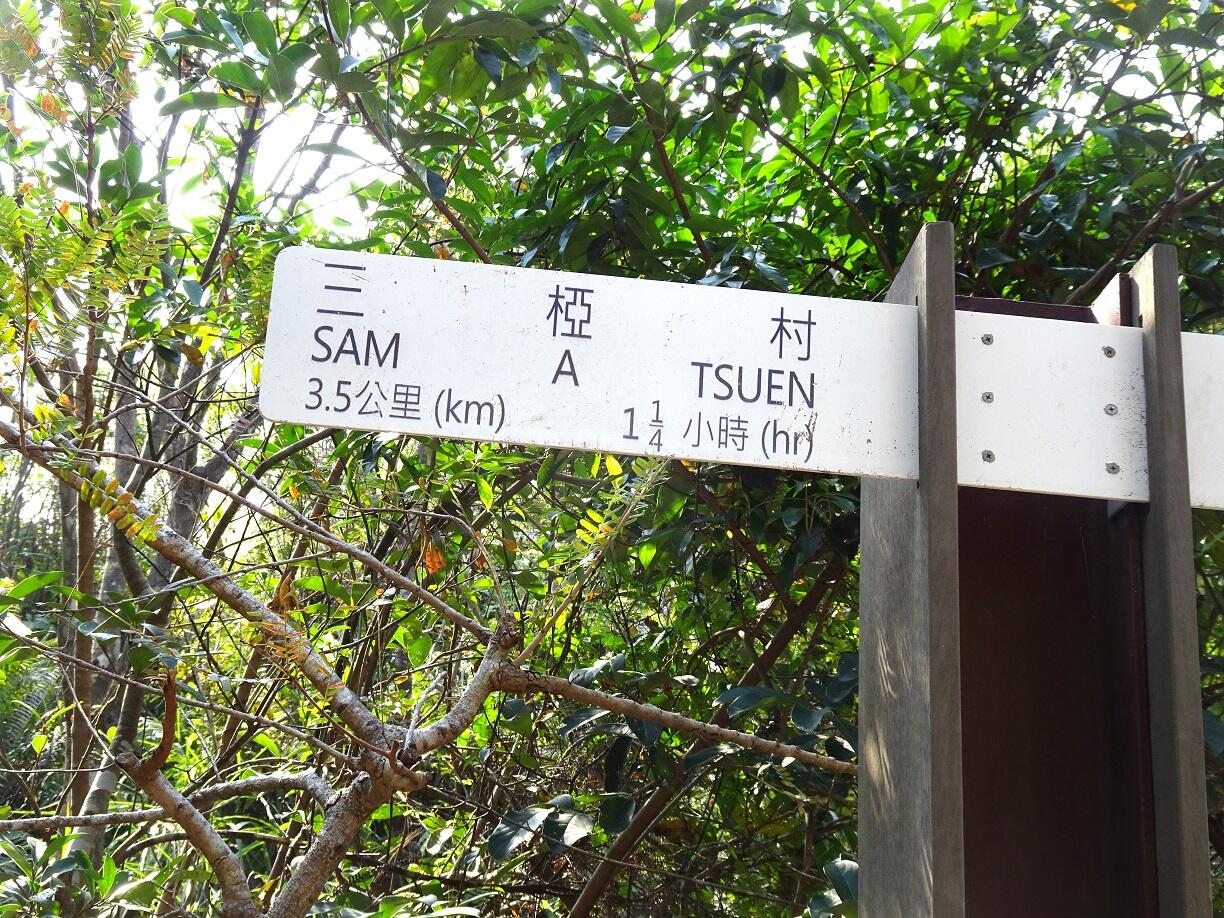 三 椏 村
SAM A TSUEN
3.5公里 (km) 1 1/4 小時 (hr)